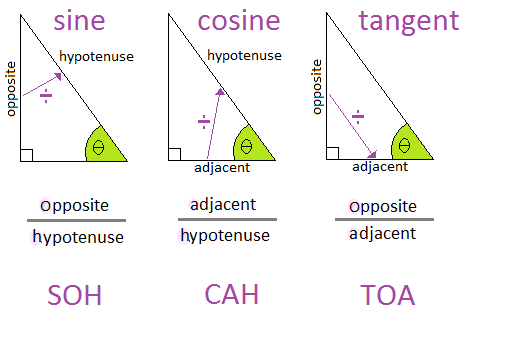 sine
opposite
hypotenuse
÷
θ
opposite
hypotenuse
SOH
cosine
hypotenuse
÷
θ
adjacent
adjacent
hypotenuse
CAH
tangent
opposite
÷
θ
adjacent
opposite
adjacent
TOA